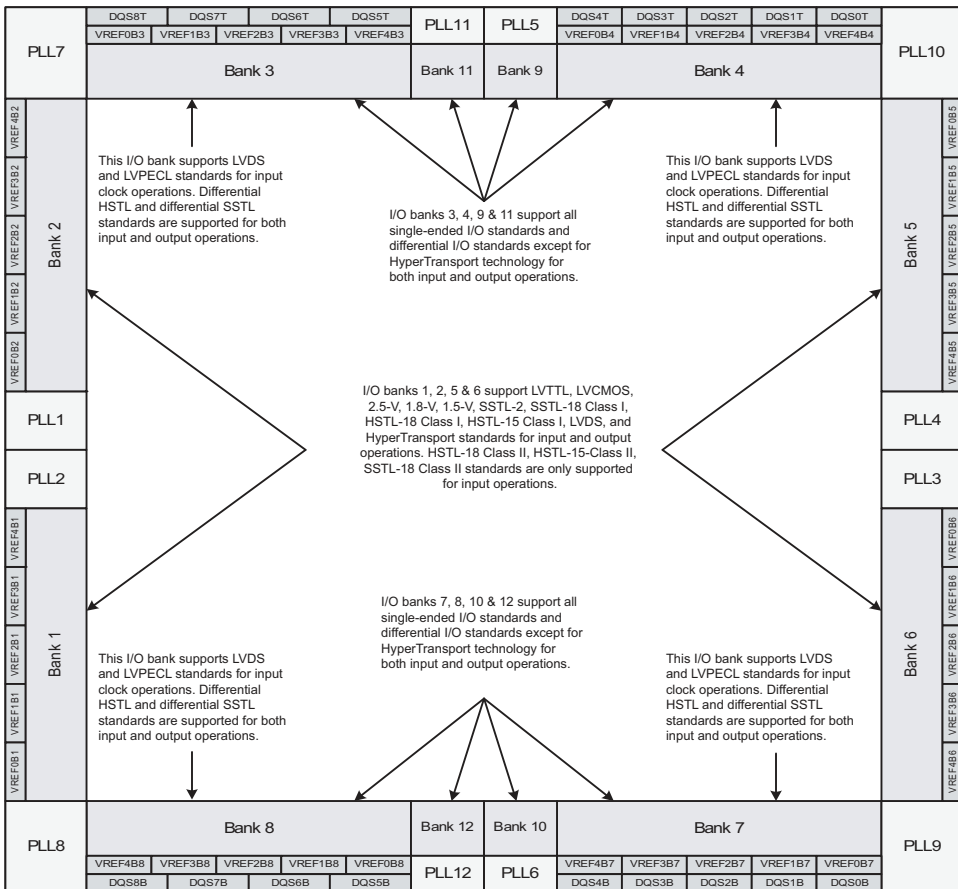 DQS8T DQS7T DQS6T DQS5T
PLL11 PLL5
DQS4T DQS3T DQS2T DQS1T DQS0T
VREF0B3 VREF1B3 VREF2B3 VREF3B3 VREF4B3
VREF0B4 VREF1B4 VREF2B4 VREF3B4 VREF4B4
PLL7
PLL10
Bank 3
Bank 11
Bank 9
Bank 4
VREF4B2
VREF3B2
VREF2B2
VREF1B2
VREF0B2
Bank 2
This I/O bank supports LVDS
and LVPECL standards for input
clock operations. Differential
HSTL and differential SSTL
standards are supported for both
input and output operations.
I/O banks 3, 4, 9 & 11 support all
single-ended I/O standards and
differential I/O standards except for
HyperTransport technology for
both input and output operations.
This I/O bank supports LVDS
and LVPECL standards for input
clock operations. Differential
HSTL and differential SSTL
standards are supported for both
input and output operations.
Bank 5
VREF0B5
VREF1B5
VREF2B5
VREF3B5
VREF4B5
PLL1
PLL2
I/O banks 1, 2, 5 & 6 support LVTTL, LVCMOS,
2.5-V, 1.8-V, 1.5-V, SSTL-2, SSTL-18 Class I,
HSTL-18 Class I, HSTL-15 Class I, LVDS, and
HyperTransport standards for input and output
operations. HSTL-18 Class II, HSTL-15-Class II,
SSTL-18 Class II standards are only supported
for input operations.
PLL4
PLL3
VREF4B1
VREF3B1
VREF2B1
VREF1B1
VREF0B1
Bank 1
This I/O bank supports LVDS
and LVPECL standards for input
clock operations. Differential
HSTL and differential SSTL
standards are supported for both
input and output operations.
I/O banks 7, 8, 10 & 12 support all
single-ended I/O standards and
differential I/O standards except for
HyperTransport technology for
both input and output operations.
This I/O bank supports LVDS
and LVPECL standards for input
clock operations. Differential
HSTL and differential SSTL
standards are supported for both
input and output operations.
Bank 6
VREF0B6
VREF1B6
VREF2B6
VREF3B6
VREF4B6
PLL8
Bank 8
Bank 12
Bank 10
Bank 7
PLL9
VREF4B8 VREF3B8 VREF2B8 VREF1B8 VREF0B8
PLL12 PLL6
VREF4B7 VREF3B7 VREF2B7 VREF1B7 VREF0B7
DQS8B DQS7B DQS6B DQS5B
DQS4B DQS3B DQS2B DQS1B DQS0B